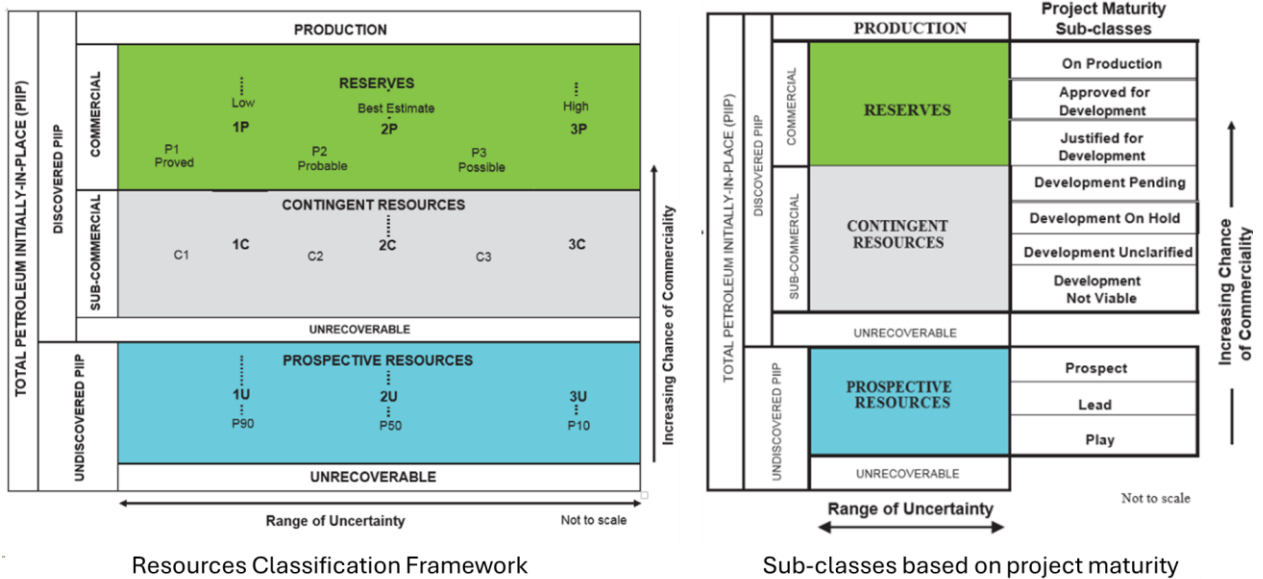 TOTAL PETROLEUM INITIALLY-IN-PLACE (PIIP)
DISCOVERED PIIP
UNDISCOVERED PIIP
COMMERCIAL
SUB-COMMERCIAL
PRODUCTION
RESERVES
Low
Best Estimate
High
1P
2P
3P
P1
Proved
P2
Probable
P3
Possible
CONTINGENT RESOURCES
1C
2C
3C
C1
C2
C3
UNRECOVERABLE
PROSPECTIVE RESOURCES
1U
2U
3U
P90
P50
P10
UNRECOVERABLE
Range of Uncertainty
Not to scale
Increasing Chance of Commerciality
Resources Classification Framework
TOTAL PETROLEUM INITIALLY-IN-PLACE (PIIP)
DISCOVERED PIIP
UNDISCOVERED PIIP
COMMERCIAL
SUB-COMMERCIAL
PRODUCTION
RESERVES
CONTINGENT
RESOURCES
UNRECOVERABLE
PROSPECTIVE
RESOURCES
UNRECOVERABLE
Project Maturity
Sub-classes
On Production
Approved for
Development
Justified for
Development
Development Pending
Development On Hold
Development Unclarified
Development
Not Viable
Prospect
Lead
Play
Increasing Chance
of Commerciality
Not to scale
Range of Uncertainty
Sub-classes based on project maturity